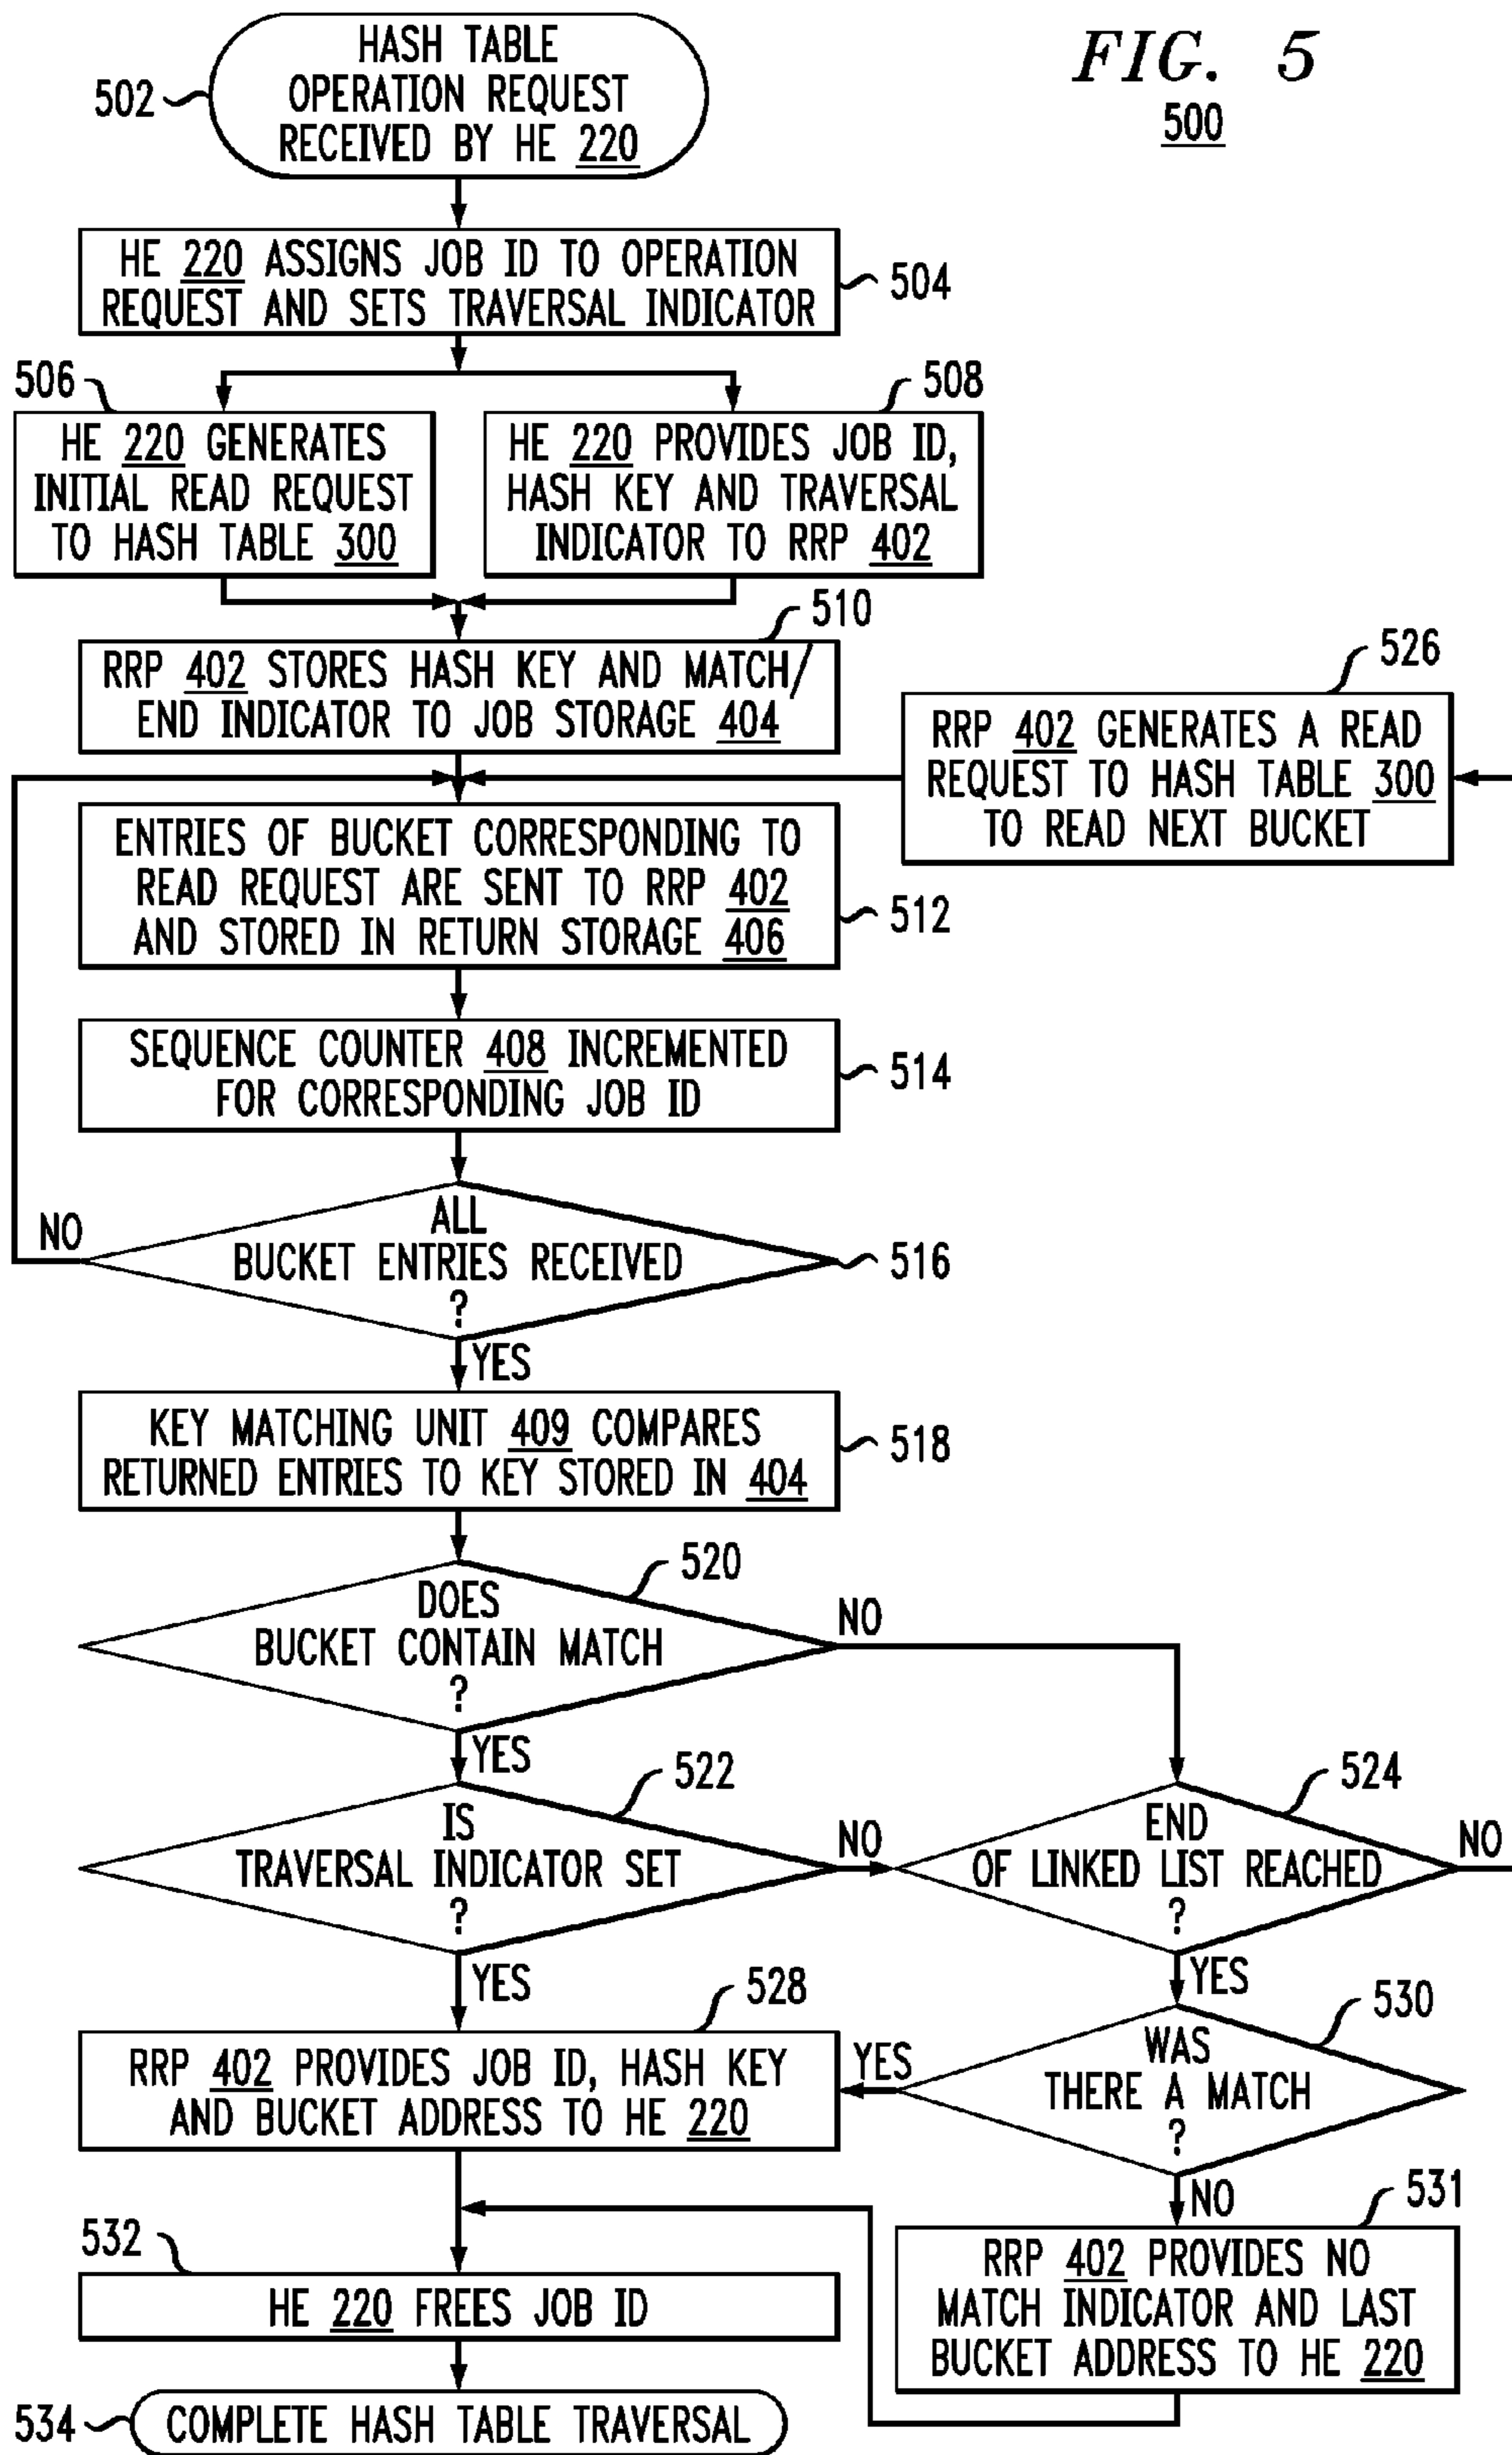 FIG. 5
500
502
HASH TABLE
OPERATION REQUEST
RECEIVED BY HE 220
HE 220 ASSIGNS JOB ID TO OPERATION
REQUEST AND SETS TRAVERSAL INDICATOR
504
506
HE 220 GENERATES
INITIAL READ REQUEST
TO HASH TABLE 300
508
HE 220 PROVIDES JOB ID,
HASH KEY AND TRAVERSAL
INDICATOR TO RRP 402
510
RRP 402 STORES HASH KEY AND MATCH/
END INDICATOR TO JOB STORAGE 404
526
RRP 402 GENERATES A READ
REQUEST TO HASH TABLE 300
TO READ NEXT BUCKET
ENTRIES OF BUCKET CORRESPONDING TO
READ REQUEST ARE SENT TO RRP 402
AND STORED IN RETURN STORAGE 406
512
SEQUENCE COUNTER 408 INCREMENTED
FOR CORRESPONDING JOB ID
514
ALL
BUCKET ENTRIES RECEIVED
?
516
NO
YES
KEY MATCHING UNIT 409 COMPARES
RETURNED ENTRIES TO KEY STORED IN 404
518
520
DOES
BUCKET CONTAIN MATCH
?
NO
YES
522
IS
TRAVERSAL INDICATOR SET
?
NO
YES
524
END
OF LINKED LIST REACHED
?
NO
YES
528
RRP 402 PROVIDES JOB ID, HASH KEY
AND BUCKET ADDRESS TO HE 220
530
WAS
THERE A MATCH
?
YES
NO
531
RRP 402 PROVIDES NO
MATCH INDICATOR AND LAST
BUCKET ADDRESS TO HE 220
532
HE 220 FREES JOB ID
534
COMPLETE HASH TABLE TRAVERSAL